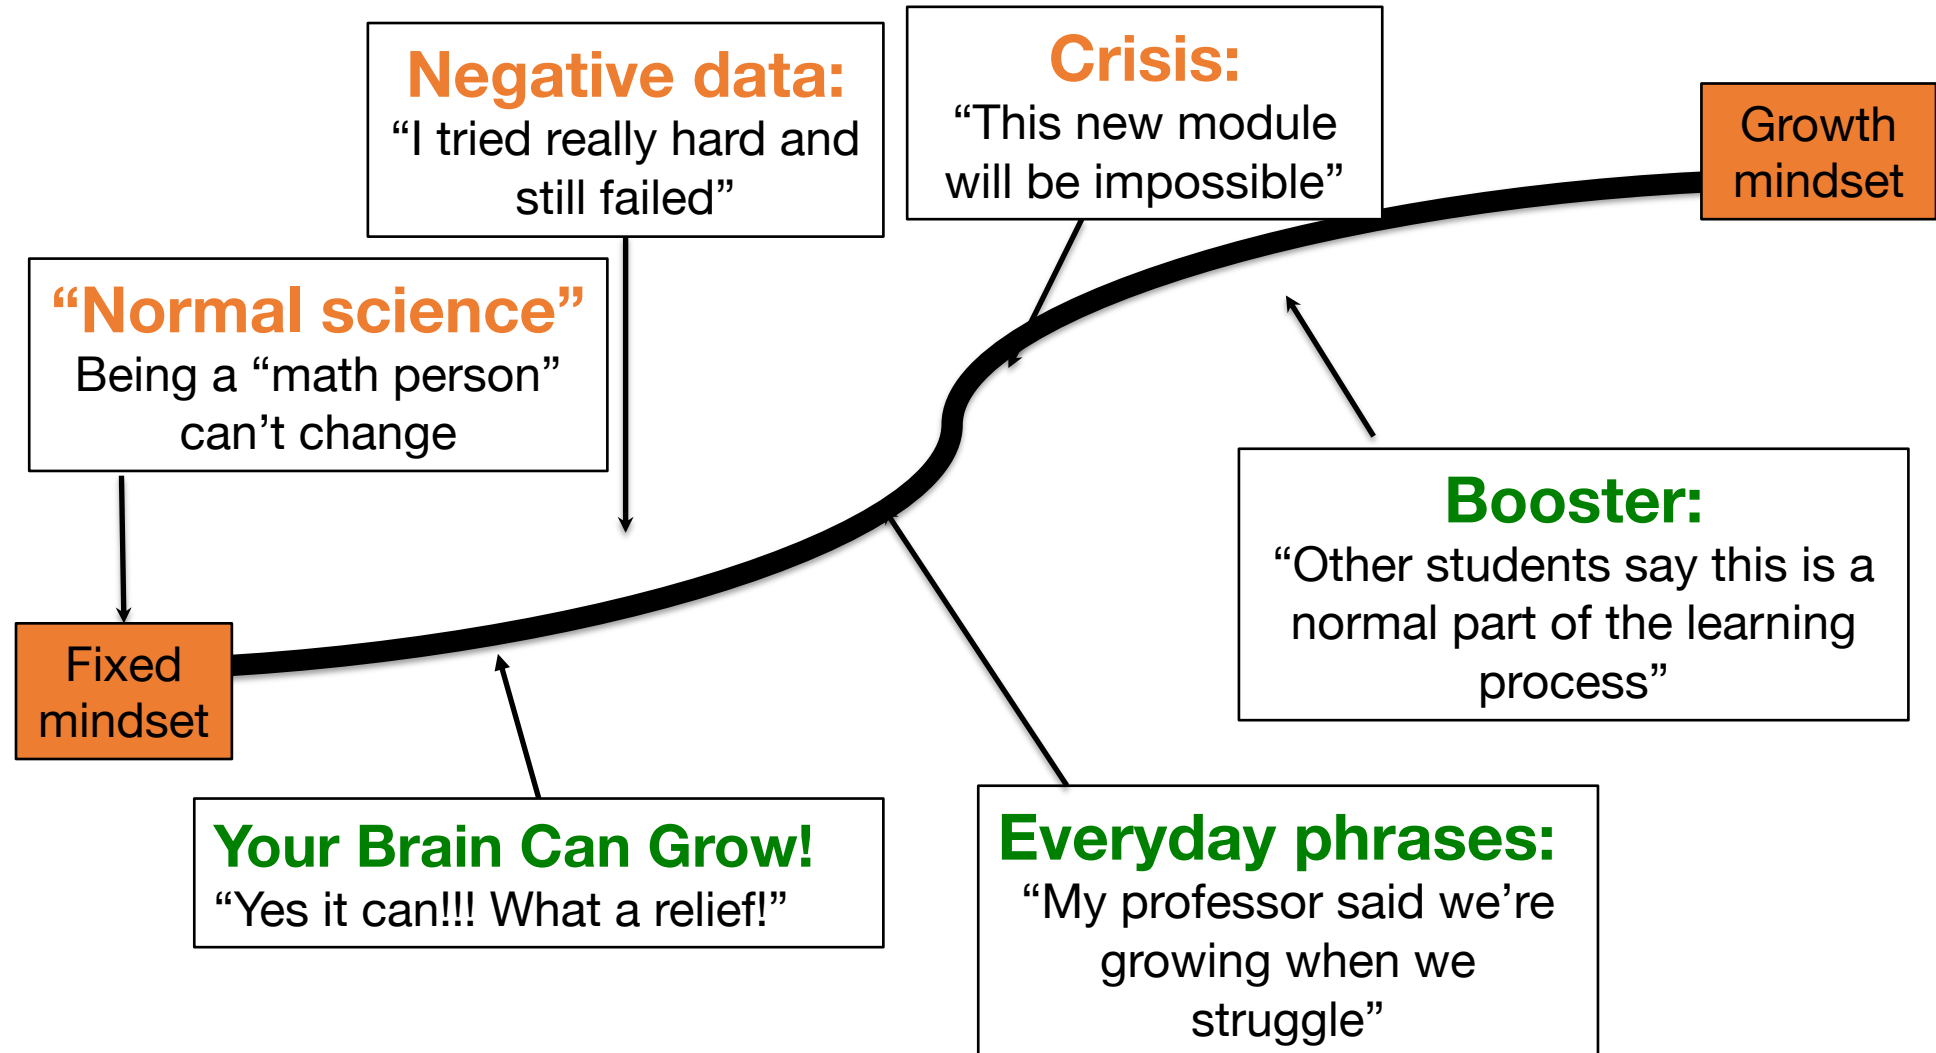 Negative data:
“I tried really hard and
still failed”
Crisis:
“This new module
will be impossible”
Growth
mindset
“Normal science”
Being a “math person”
can’t change
Fixed
mindset
Booster:
“Other students say this is a
normal part of the learning
process”
Your Brain Can Grow!
“Yes it can!!! What a relief!”
Everyday phrases:
“My professor said we’re
growing when we
struggle”